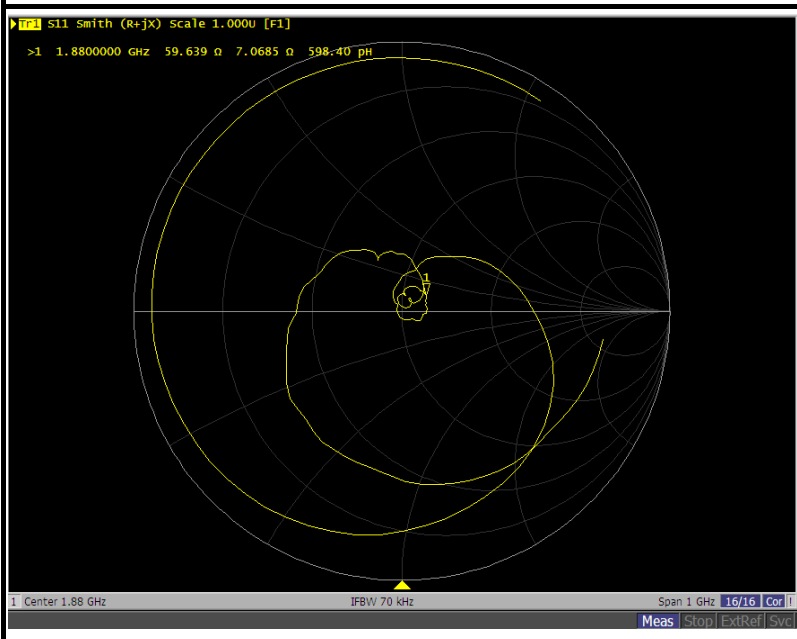 Tr1 S11 Smith (R+jX) Scale 1.000U [F1]
>1 1.8800000 GHz 59.639 Ω 7.0685 Ω 598.40 pH
1
1 Center 1.88 GHz IFBW 70 kHz Span 1 GHz 16/16 Cor !
Meas Stop ExtRef Svc